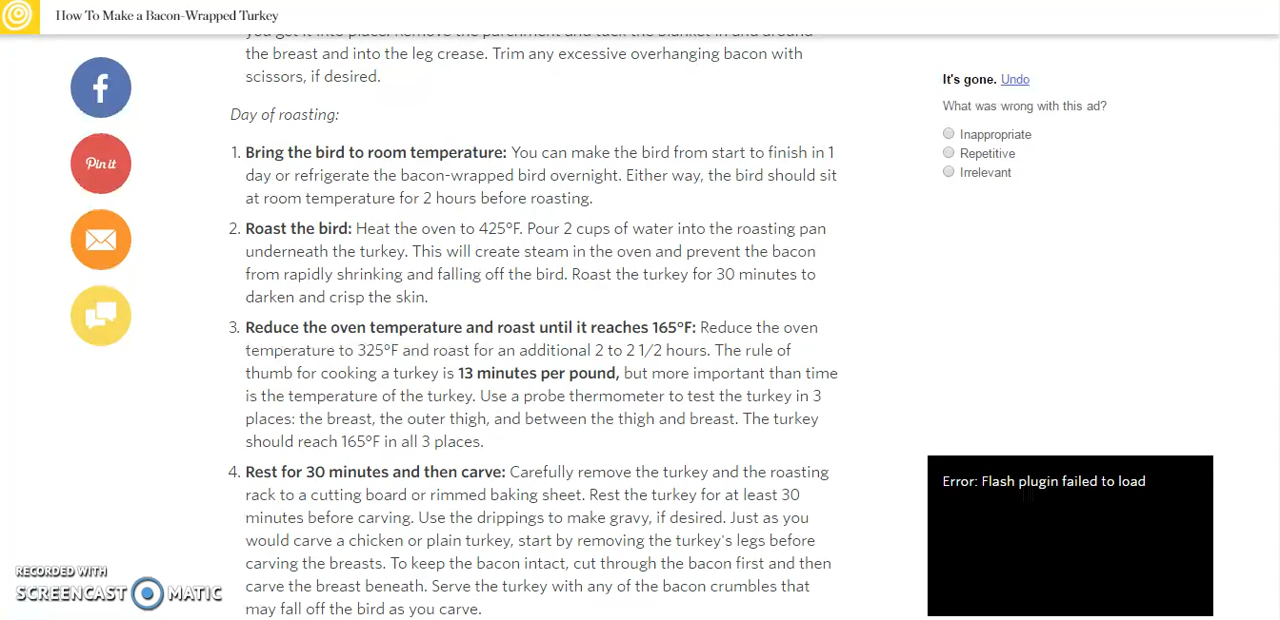 How To Make a Bacon-Wrapped Turkey
you get it into place. Remove the parchment and tuck the blanket in and around
the breast and into the leg crease. Trim any excessive overhanging bacon with
scissors, if desired.
Day of roasting:
1. Bring the bird to room temperature: You can make the bird from start to finish in 1
day or refrigerate the bacon-wrapped bird overnight. Either way, the bird should sit
at room temperature for 2 hours before roasting.
2. Roast the bird: Heat the oven to 425°F. Pour 2 cups of water into the roasting pan
underneath the turkey. This will create steam in the oven and prevent the bacon
from rapidly shrinking and falling off the bird. Roast the turkey for 30 minutes to
darken and crisp the skin.
3. Reduce the oven temperature and roast until it reaches 165°F: Reduce the oven
temperature to 325°F and roast for an additional 2 to 2 1/2 hours. The rule of
thumb for cooking a turkey is 13 minutes per pound, but more important than time
is the temperature of the turkey. Use a probe thermometer to test the turkey in 3
places: the breast, the outer thigh, and between the thigh and breast. The turkey
should reach 165°F in all 3 places.
4. Rest for 30 minutes and then carve: Carefully remove the turkey and the roasting
rack to a cutting board or rimmed baking sheet. Rest the turkey for at least 30
minutes before carving. Use the drippings to make gravy, if desired. Just as you
would carve a chicken or plain turkey, start by removing the turkey's legs before
carving the breasts. To keep the bacon intact, cut through the bacon first and then
carve the breast beneath. Serve the turkey with any of the bacon crumbles that
may fall off the bird as you carve.
f
Pin it
It's gone. Undo
What was wrong with this ad?
Inappropriate
Repetitive
Irrelevant
Error: Flash plugin failed to load
RECORDED WITH
SCREENCAST MATIC